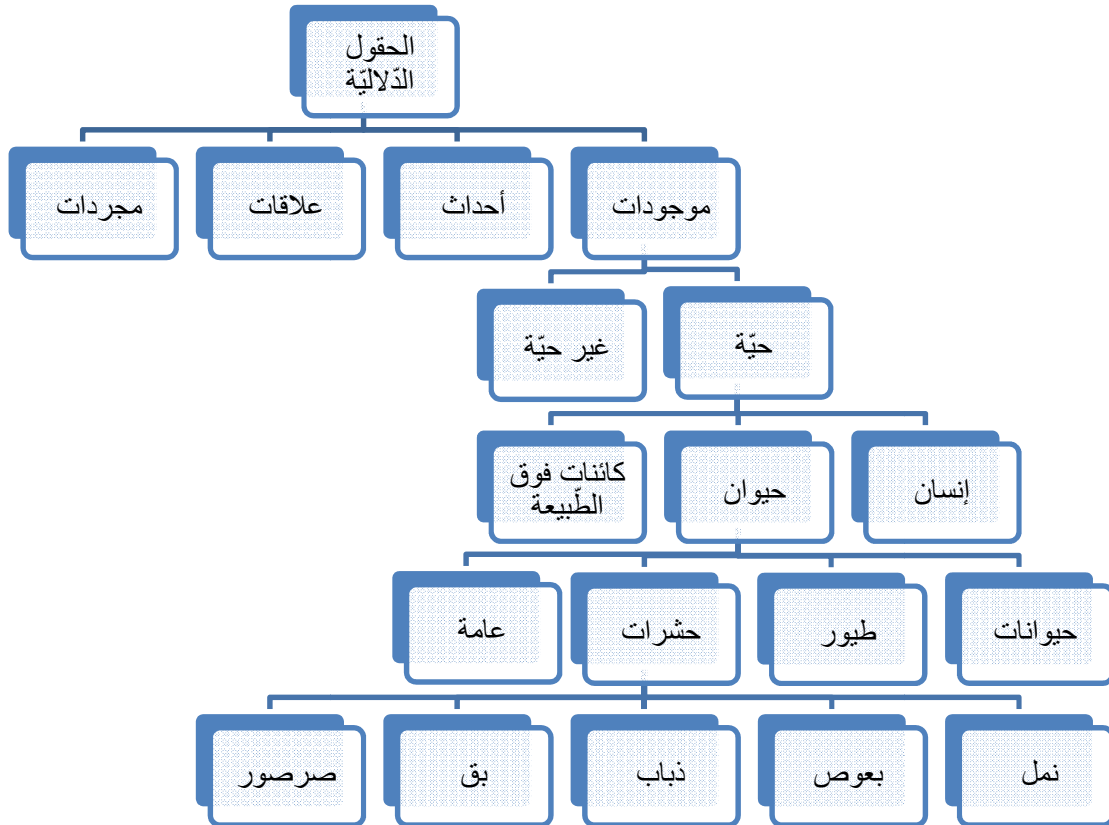 الحقول
الدّلاليّة
موجودات
أحداث
علاقات
مجردات
حيّة
غير حيّة
إنسان
حيوان
كائنات فوق
الطّبيعة
حيوانات
طيور
حشرات
عامة
نمل
بعوص
ذباب
بق
صرصور